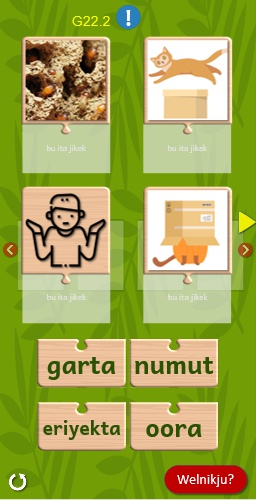 G22.2 !
bu ita jikek
bu ita jikek
bu ita jikek
bu ita jikek
garta
numut
eriyekta
oora
Welnikju?